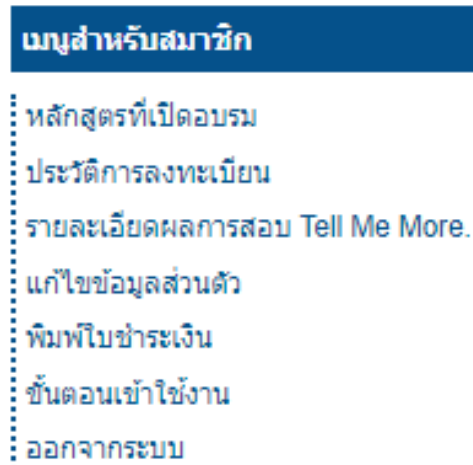 เมนูสำหรับสมาชิก
หลักสูตรที่เปิดอบรม
ประวัติการลงทะเบียน
รายละเอียดผลการสอบ Tell Me More.
แก้ไขข้อมูลส่วนตัว
พิมพ์ใบชำระเงิน
ขั้นตอนเข้าใช้งาน
ออกจากระบบ